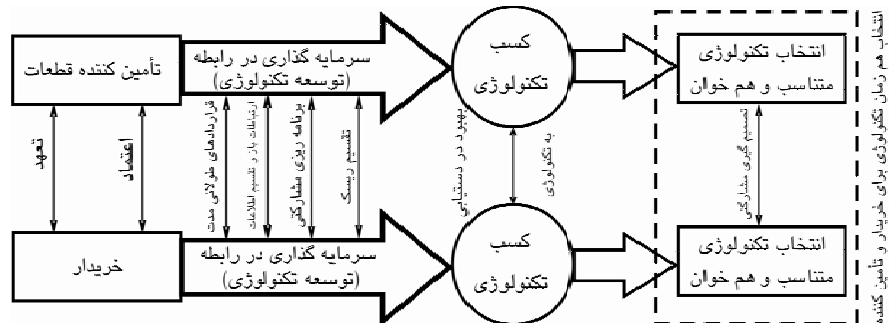 تأمین کننده قطعات
سرمایه گذاری در رابطه
(توسعه تکنولوژی)
کسب
تکنولوژی
انتخاب تکنولوژی
متناسب و هم خوان
تعهد
اعتماد
قراردادهای طولانی مدت
ارتباطات باز و تقسیم اطلاعات
برنامه ریزی مشارکتی
تقسیم ریسک
بهبود در دستیابی
به تکنولوژی
تصمیم گیری مشارکتی
خریدار
سرمایه گذاری در رابطه
(توسعه تکنولوژی)
کسب
تکنولوژی
انتخاب تکنولوژی
متناسب و هم خوان
انتخاب هم زمان تکنولوژی برای خریدار و تأمین کننده